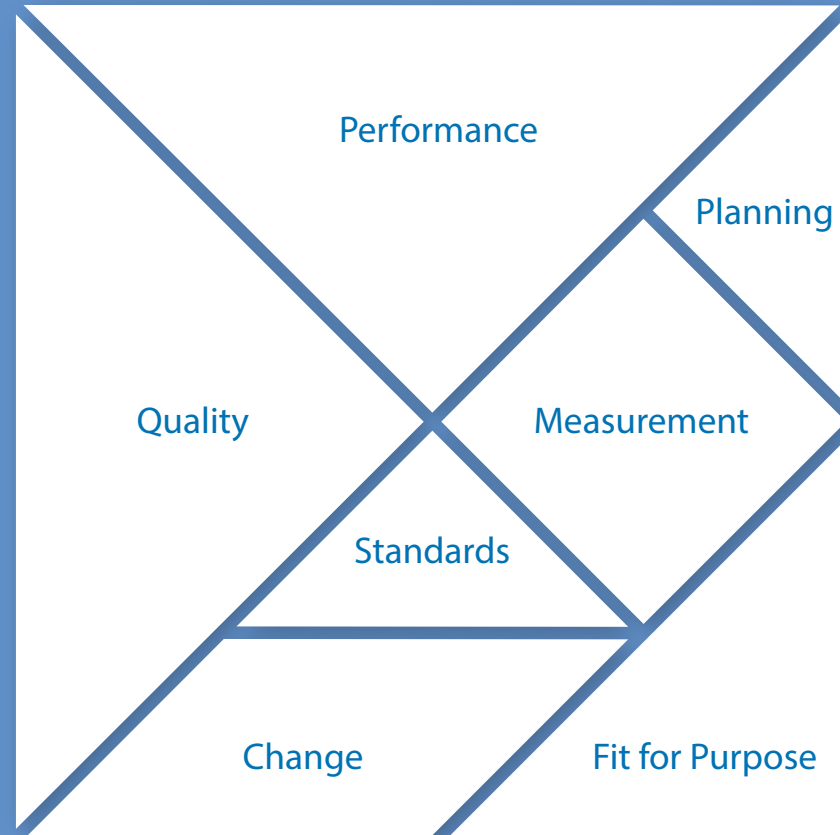 Performance
Planning
Quality
Measurement
Standards
Change
Fit for Purpose